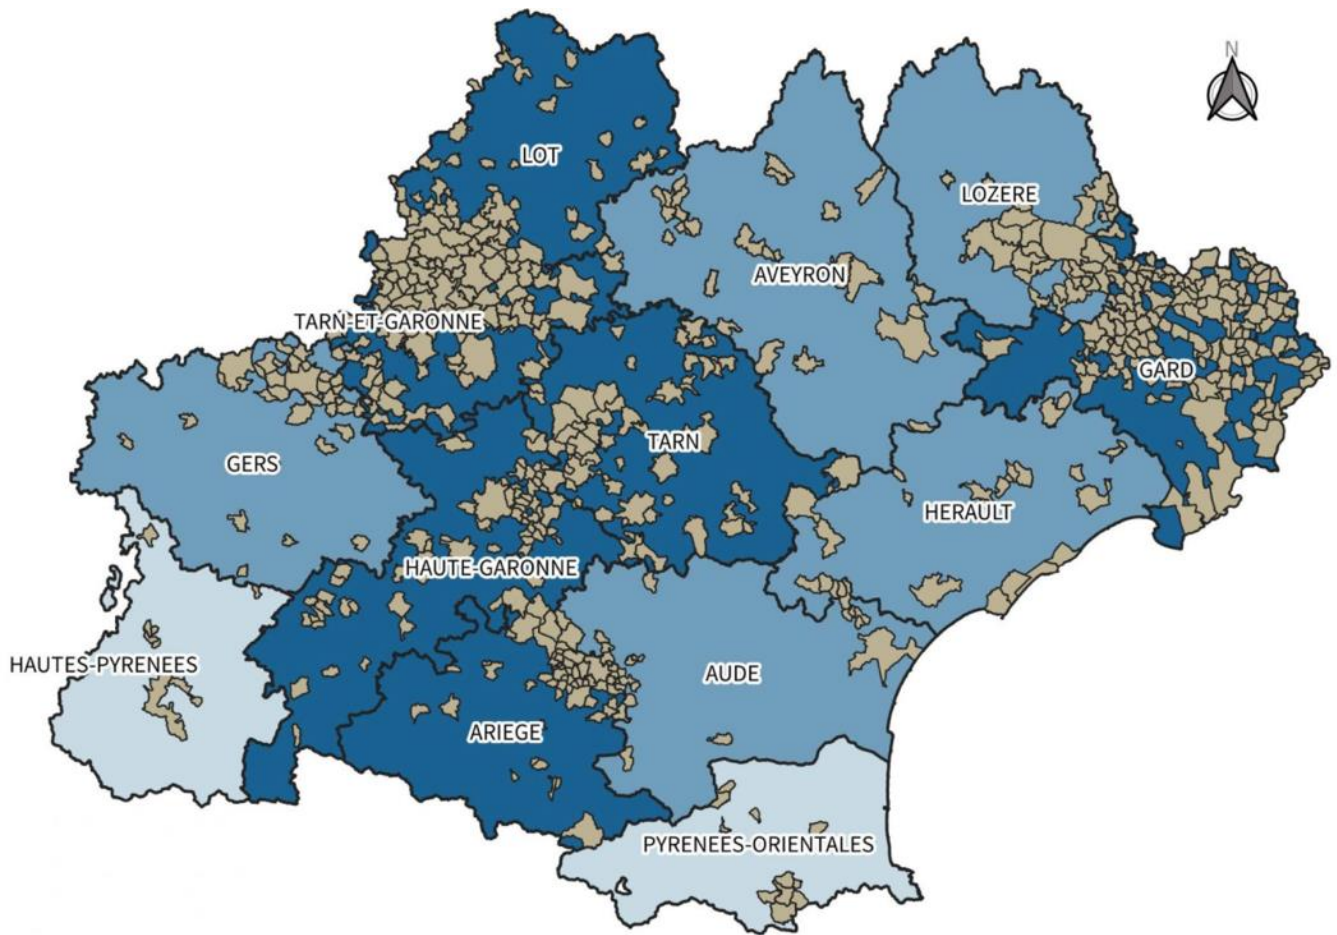 N
LOT
LOZERE
AVEYRON
TARN-ET-GARONNE
GARD
TARN
GERS
HERAULT
HAUTE-GARONNE
HAUTES-PYRENEES
AUDE
ARIEGE
PYRENEES-ORIENTALES